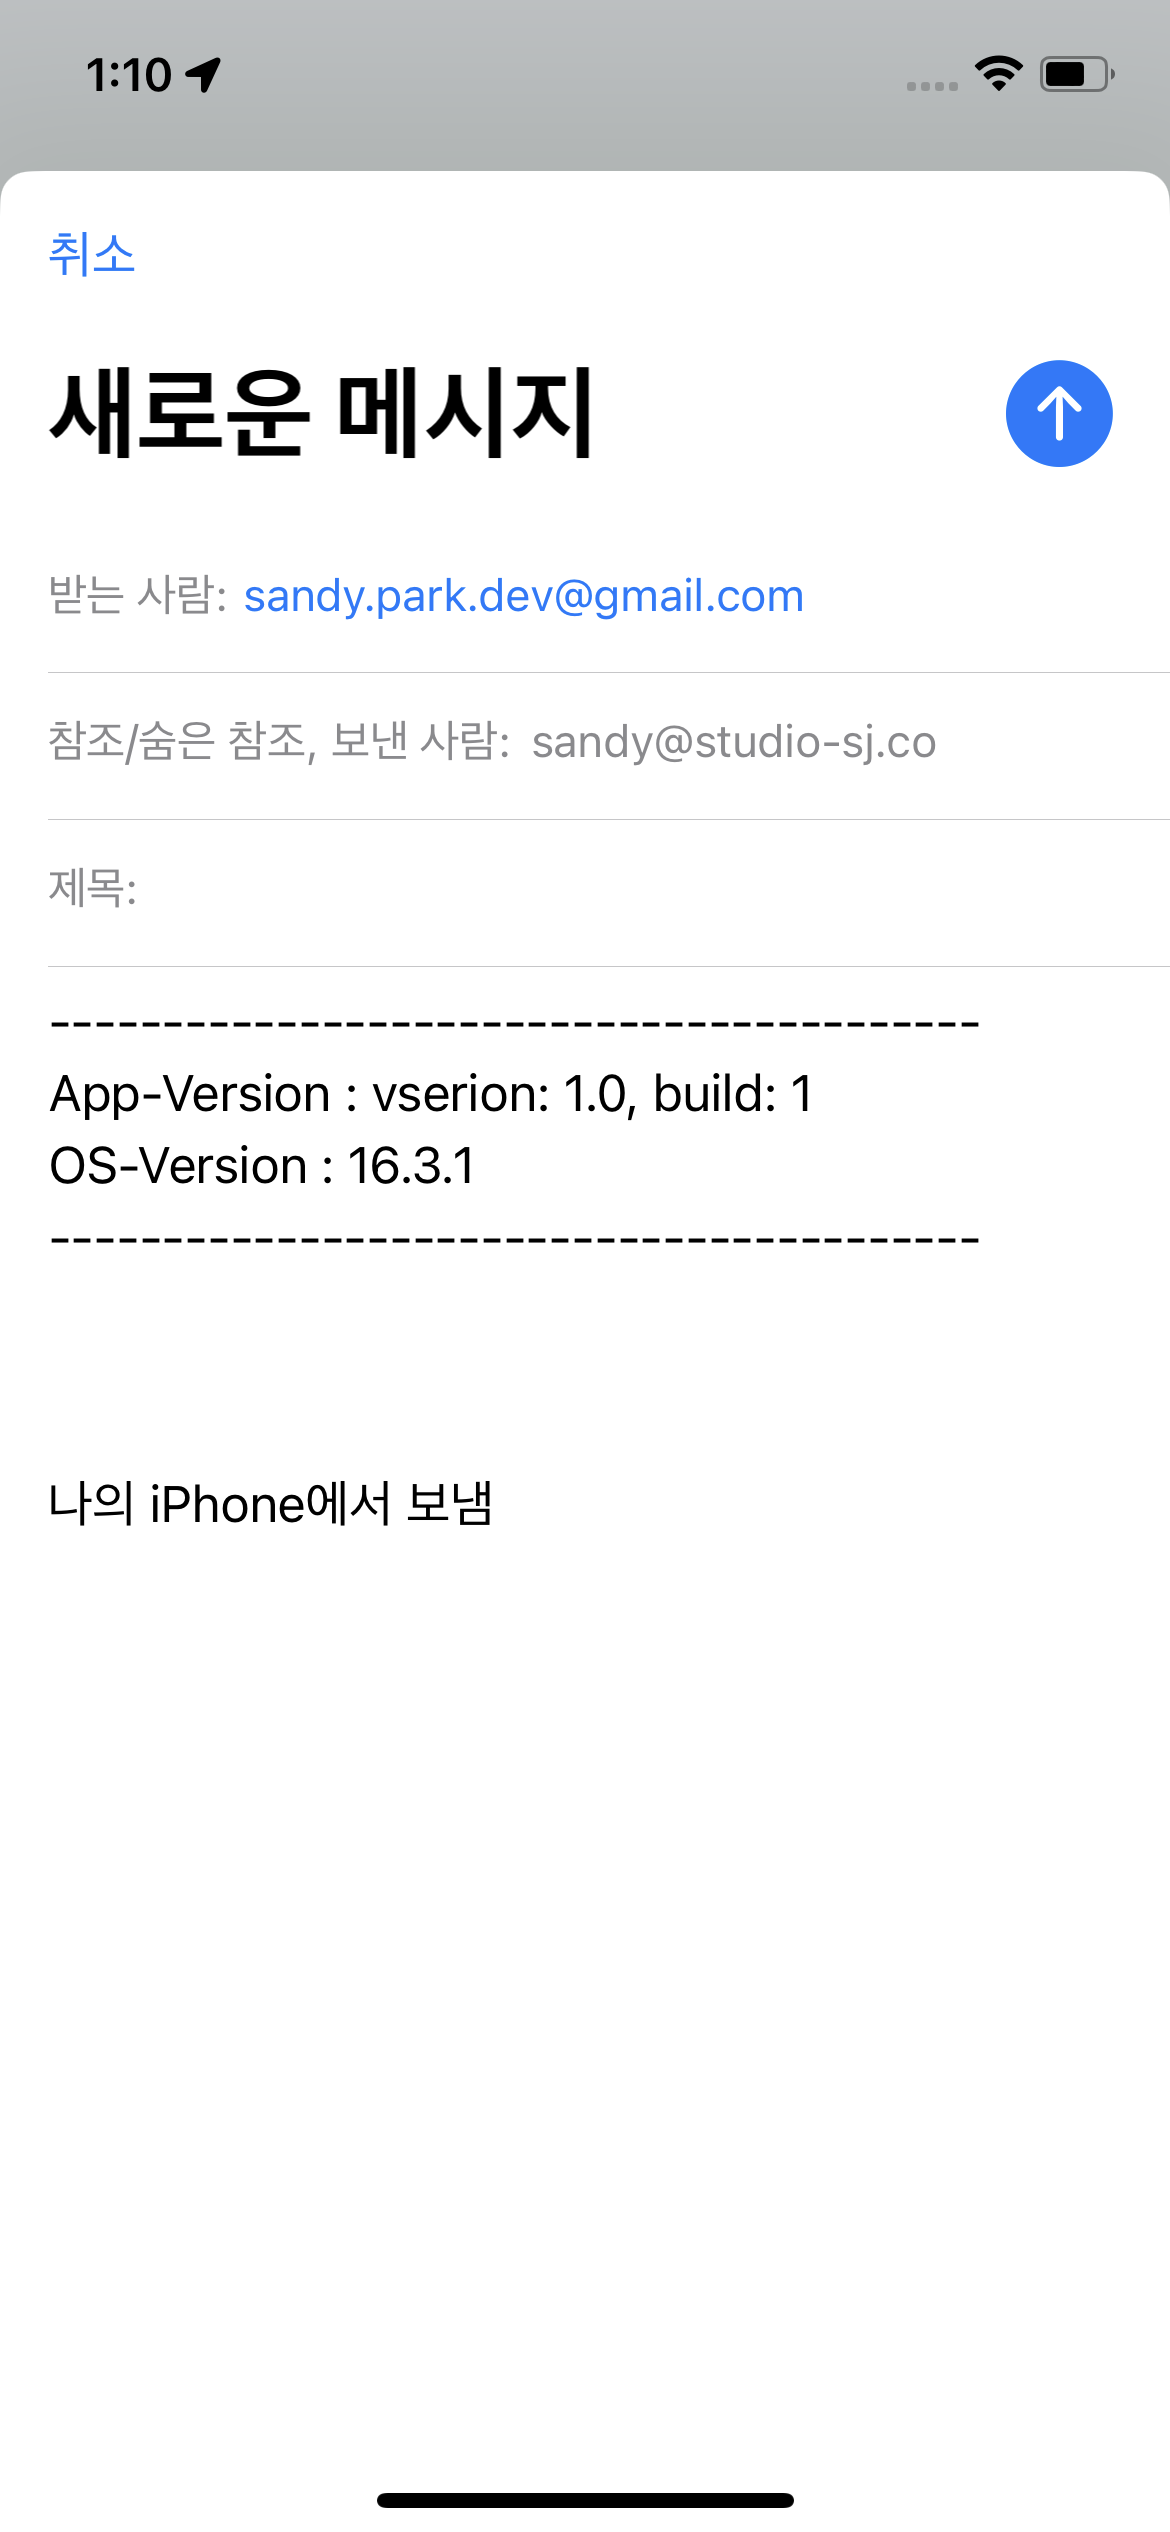 1:10
취소
새로운 메시지
받는 사람: sandy.park.dev@gmail.com
참조/숨은 참조, 보낸 사람: sandy@studio-sj.co
제목:
-----------------------------------------
App-Version : vserion: 1.0, build: 1
OS-Version : 16.3.1
-----------------------------------------
나의 iPhone에서 보냄